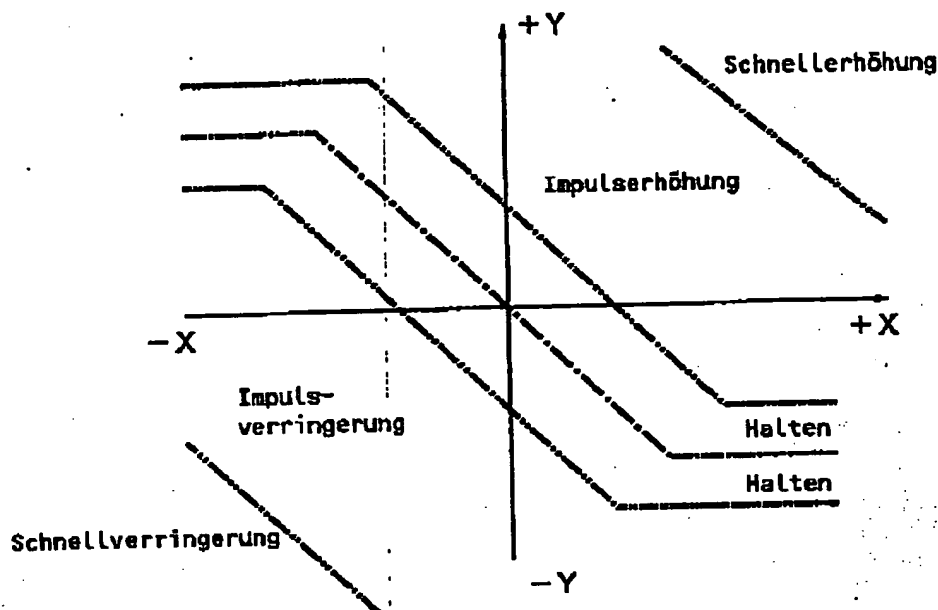 +Y
Schnellerhöhung
Impulserhöhung
-X
+X
Impuls-
verringerung
Halten
Halten
Schnellverringerung
-Y